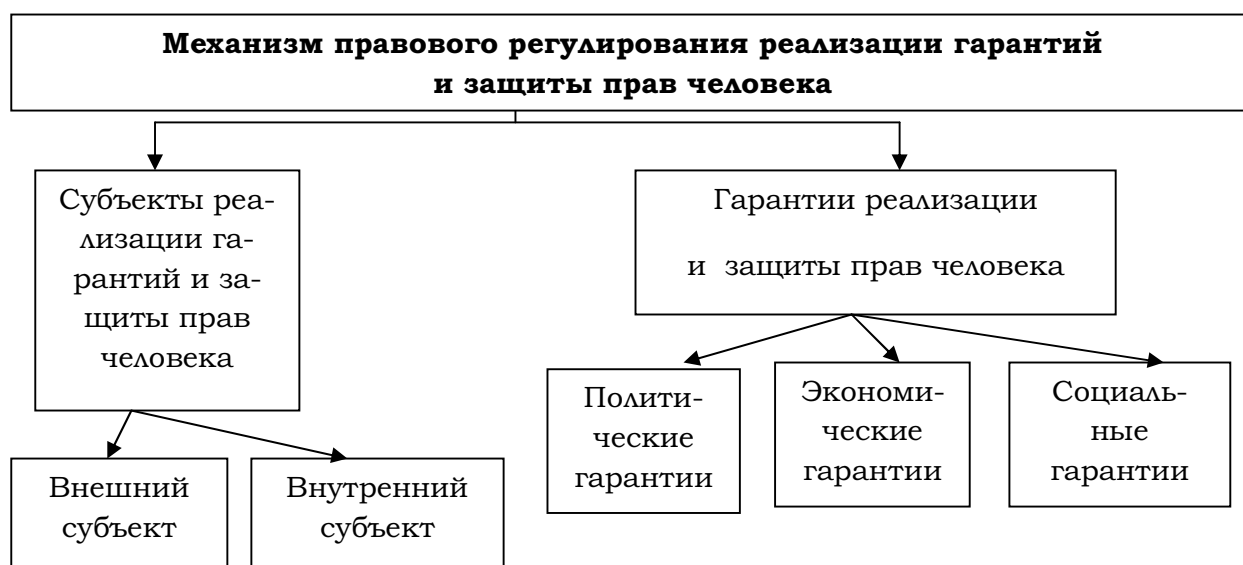 Механизм правового регулирования реализации гарантий
и защиты прав человека
Субъекты реа-
лизации га-
рантий и за-
щиты прав
человека
Гарантии реализации
и защиты прав человека
Внешний
субъект
Внутренний
субъект
Полити-
ческие
гарантии
Экономи-
ческие
гарантии
Социаль-
ные
гарантии